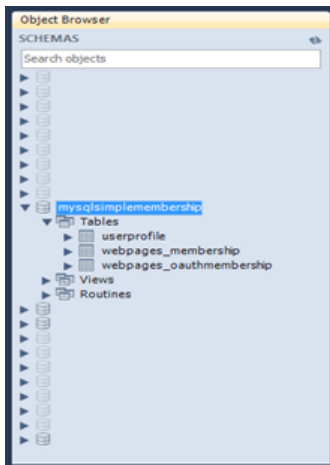 Object Browser
SCHEMAS
Search objects
mysqlsimplemembership
Tables
userprofile
webpages_membership
webpages_oauthmembership
Views
Routines